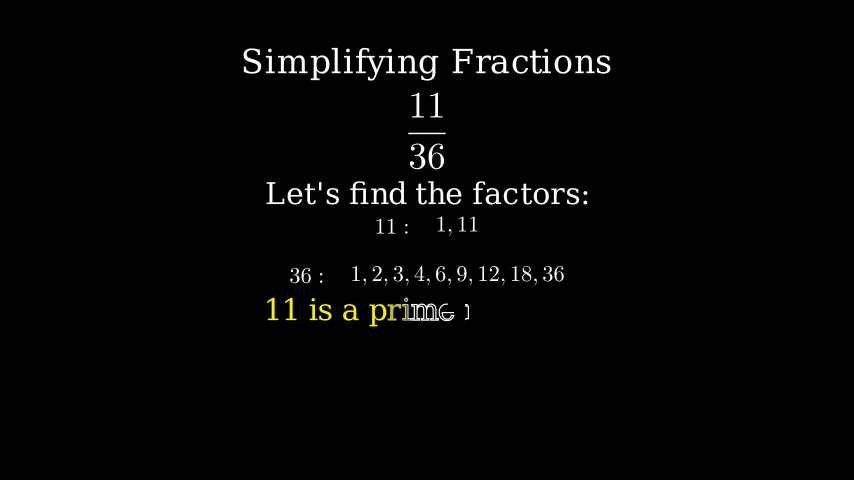 Simplifying Fractions
11
36
Let's find the factors:
11 : 1, 11
36 : 1, 2, 3, 4, 6, 9, 12, 18, 36
11 is a prime